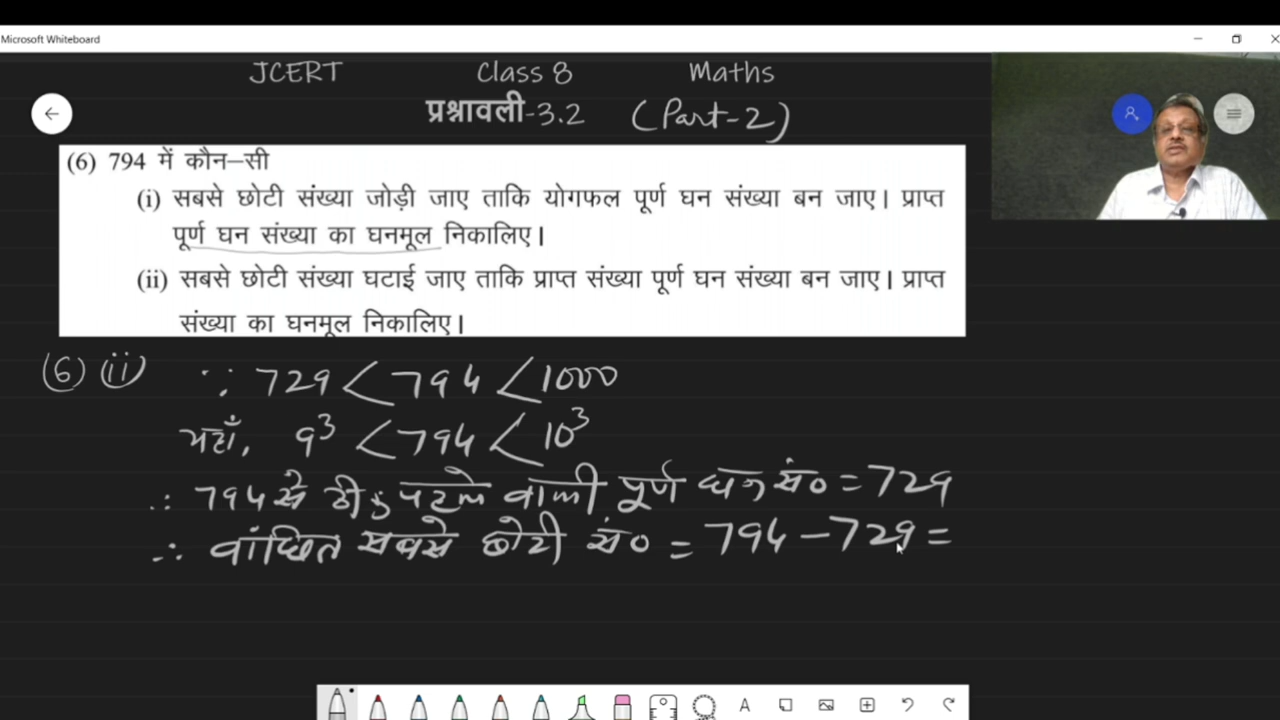 Microsoft Whiteboard
JCERT Class 8 Maths
प्रश्नावली-3.2 (Part-2)
(6) 794 में कौन-सी
(i) सबसे छोटी संख्या जोड़ी जाए ताकि योगफल पूर्ण घन संख्या बन जाए। प्राप्त
पूर्ण घन संख्या का घनमूल निकालिए।
(ii) सबसे छोटी संख्या घटाई जाए ताकि प्राप्त संख्या पूर्ण घन संख्या बन जाए। प्राप्त
संख्या का घनमूल निकालिए।
(6) (ii) ∵ 729 < 794 < 1000
यहाँ, 9³ < 794 < 10³
∴ 794 से ठीक पहले वाली पूर्ण घन सं० = 729
∴ वांछित सबसे छोटी सं० = 794 - 729 =
A